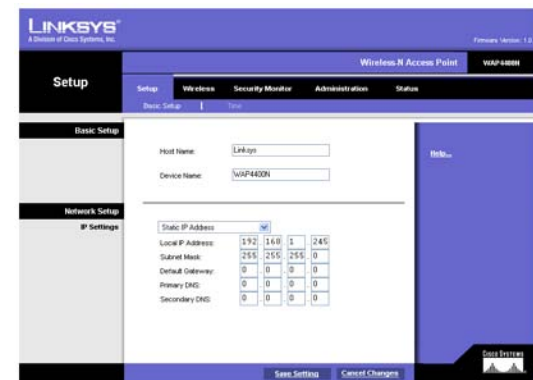 LINKSYS®
A Division of Cisco Systems, Inc.
Firmware Version: 1.0
Wireless-N Access Point WAP4400N
Setup
Setup Wireless Security Monitor Administration Status
Basic Setup | Time
Basic Setup
Host Name: Linksys
Help...
Device Name: WAP4400N
Network Setup
IP Settings
Static IP Address
Local IP Address: 192 . 168 . 1 . 245
Subnet Mask: 255 . 255 . 255 . 0
Default Gateway: 0 . 0 . 0 . 0
Primary DNS: 0 . 0 . 0 . 0
Secondary DNS: 0 . 0 . 0 . 0
Save Setting Cancel Changes
CISCO SYSTEMS